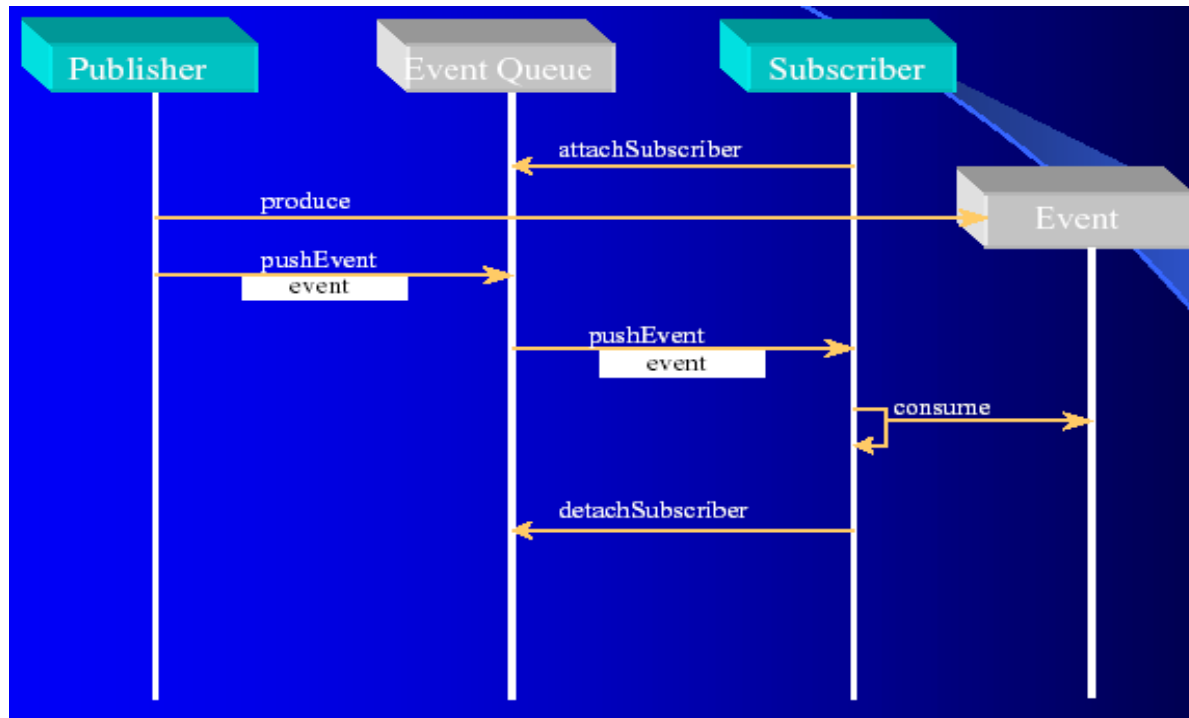 Publisher
Event Queue
Subscriber
attachSubscriber
produce
Event
pushEvent
event
pushEvent
event
consume
detachSubscriber